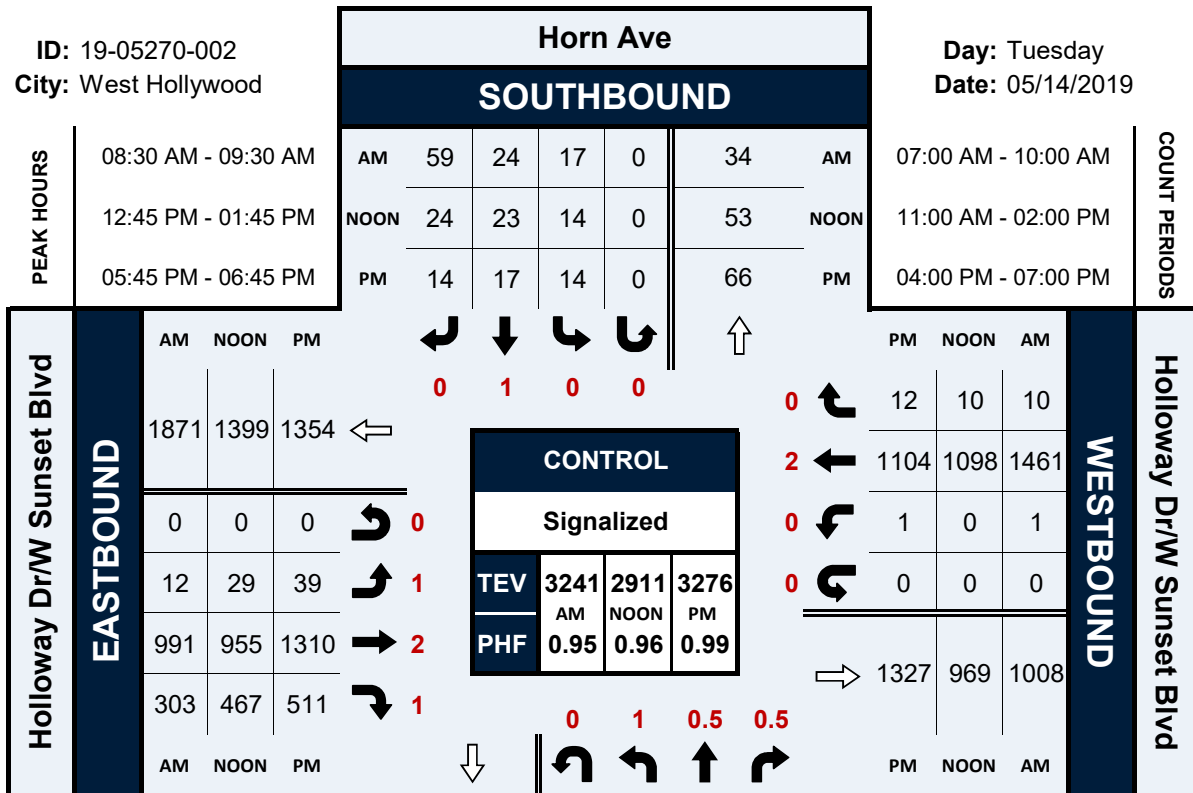 ID: 19-05270-002
City: West Hollywood
Horn Ave
SOUTHBOUND
Day: Tuesday
Date: 05/14/2019
PEAK HOURS
08:30 AM - 09:30 AM
12:45 PM - 01:45 PM
05:45 PM - 06:45 PM
AM 59 24 17 0 34 AM
NOON 24 23 14 0 53 NOON
PM 14 17 14 0 66 PM
07:00 AM - 10:00 AM
11:00 AM - 02:00 PM
04:00 PM - 07:00 PM
COUNT PERIODS
0 1 0 0
Holloway Dr/W Sunset Blvd
EASTBOUND
AM NOON PM
1871 1399 1354
0 0 0 0
12 29 39 1
991 955 1310 2
303 467 511 1
AM NOON PM
CONTROL
Signalized
TEV 3241 2911 3276
AM NOON PM
PHF 0.95 0.96 0.99
PM NOON AM
0 12 10 10
2 1104 1098 1461
0 1 0 1
0 0 0 0
1327 969 1008
PM NOON AM
WESTBOUND
Holloway Dr/W Sunset Blvd
0 1 0.5 0.5